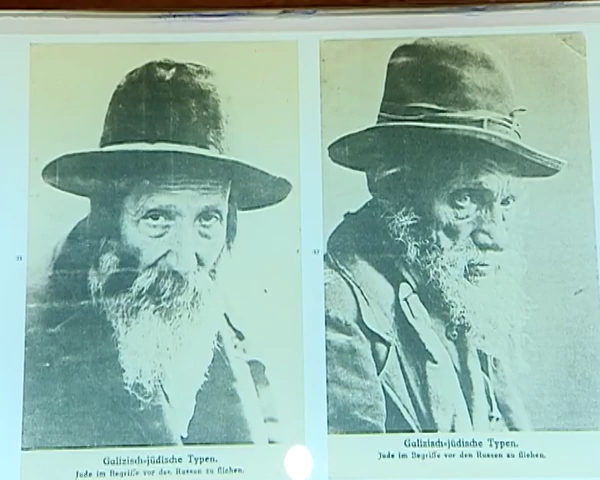 Galizisch-jüdische Typen.
Jude im Begriffe vor den Russen zu fliehen.
Galizisch-jüdische Typen.
Jude im Begriffe vor den Russen zu fliehen.